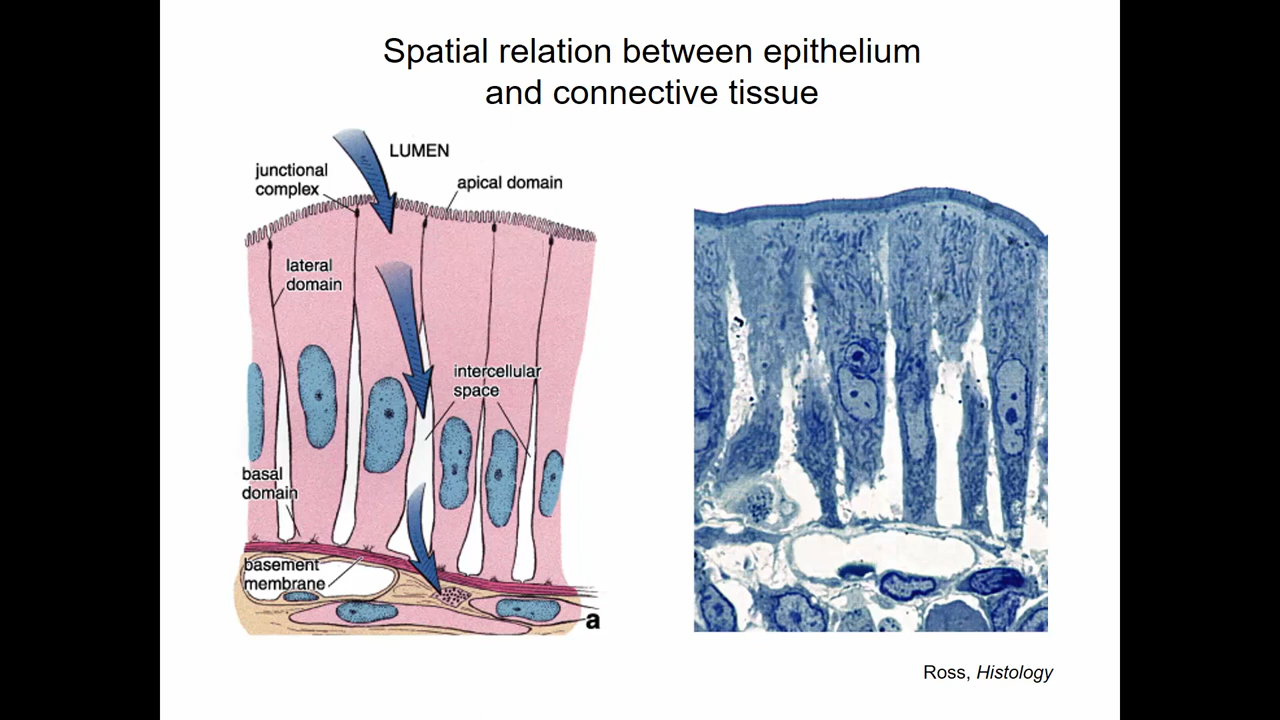 Spatial relation between epithelium
and connective tissue
LUMEN
junctional
complex
apical domain
lateral
domain
intercellular
space
basal
domain
basement
membrane
a
Ross, Histology